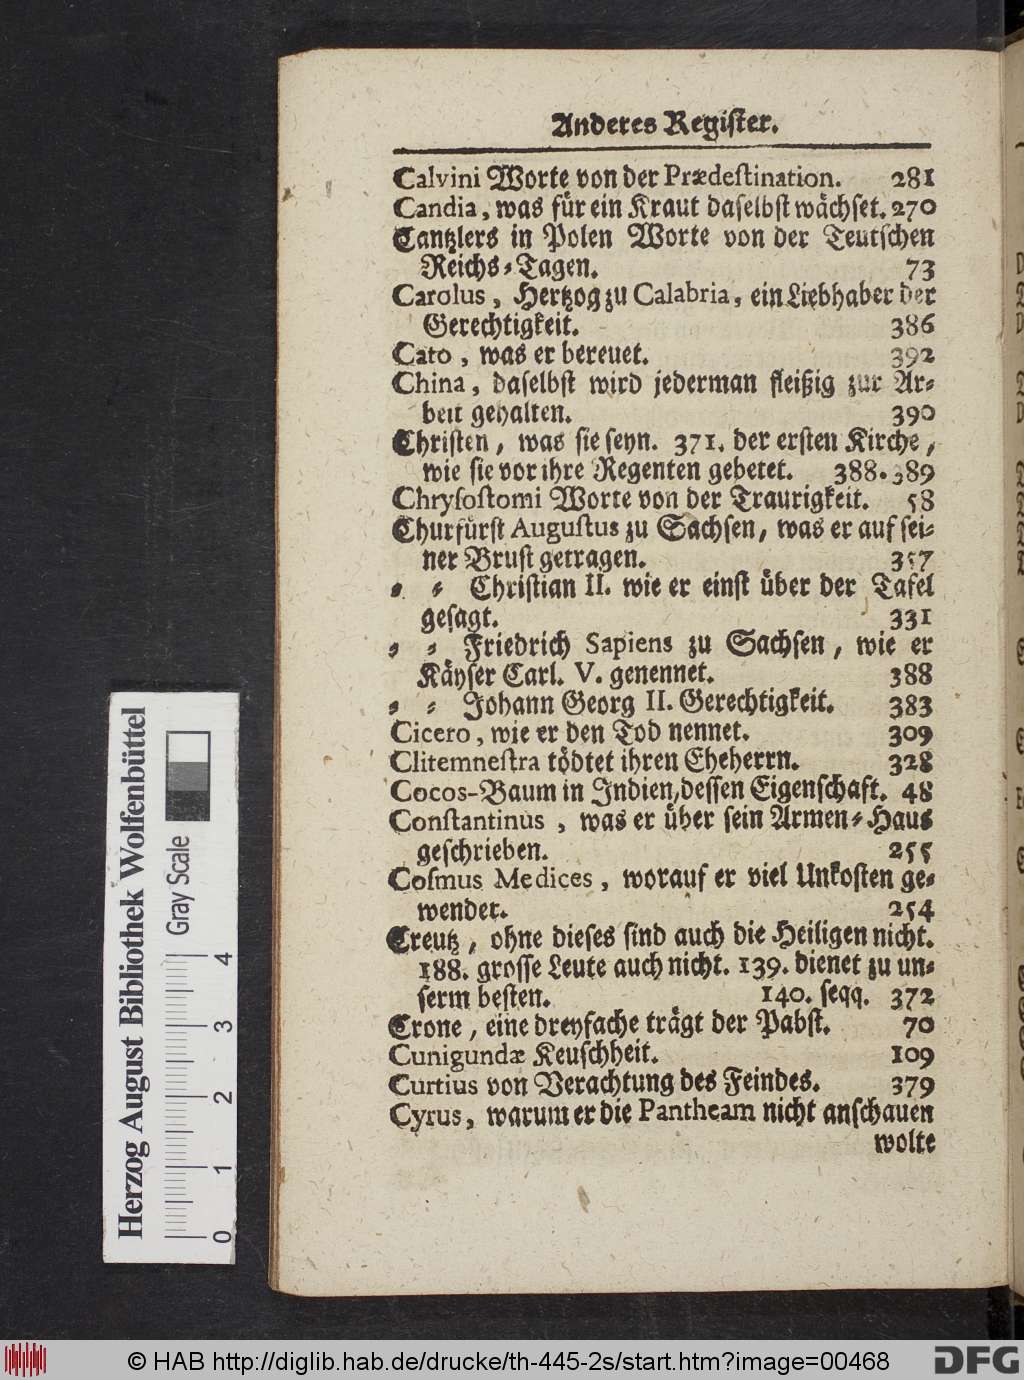 Anderes Register.
Calvini Worte von der Prædeſtination. 281
Candia, was für ein Kraut daſelbſt wächſet. 270
Cantzlers in Polen Worte von der Teutſchen
Reichs-Tagen. 73
Carolus, Hertzog zu Calabria, ein Liebhaber der
Gerechtigkeit. 386
Cato, was er bereuet. 392
China, daſelbſt wird jederman fleißig zur Ar-
beit gehalten. 390
Chriſten, was ſie ſeyn. 371. der erſten Kirche,
wie ſie vor ihre Regenten gebetet. 388. 389
Chryſoſtomi Worte von der Traurigkeit. 58
Churfürſt Auguſtus zu Sachſen, was er auf ſei-
ner Bruſt getragen. 357
- - Chriſtian II. wie er einſt über der Tafel
geſagt. 331
- - Friedrich Sapiens zu Sachſen, wie er
Käyſer Carl. V. genennet. 388
- - Johann Georg II. Gerechtigkeit. 383
Cicero, wie er den Tod nennet. 309
Clitemneſtra tödtet ihren Eheherrn. 328
Cocos-Baum in Indien, deſſen Eigenſchaft. 48
Conſtantinus, was er über ſein Armen-Haus
geſchrieben. 255
Coſmus Medices, worauf er viel Unkoſten ge-
wendet. 254
Creutz, ohne dieſes ſind auch die Heiligen nicht.
188. groſſe Leute auch nicht. 139. dienet zu un-
ſerm beſten. 140. ſeqq. 372
Crone, eine dreyfache trägt der Pabſt. 70
Cunigundæ Keuſchheit. 109
Curtius von Verachtung des Feindes. 379
Cyrus, warum er die Pantheam nicht anſchauen
wolte
Herzog August Bibliothek Wolfenbüttel
Gray Scale
0 1 2 3 4
© HAB http://diglib.hab.de/drucke/th-445-2s/start.htm?image=00468
DFG